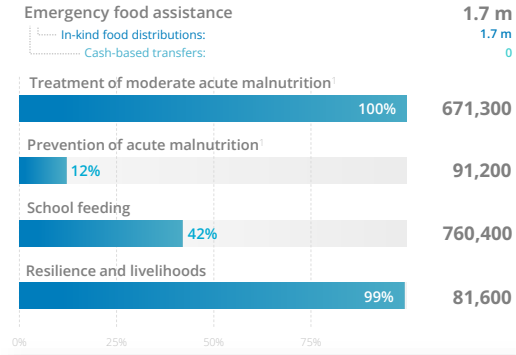 Emergency food assistance 1.7 m
In-kind food distributions: 1.7 m
Cash-based transfers: 0
Treatment of moderate acute malnutrition¹
100% 671,300
Prevention of acute malnutrition¹
12% 91,200
School feeding
42% 760,400
Resilience and livelihoods
99% 81,600
0% 25% 50% 75%